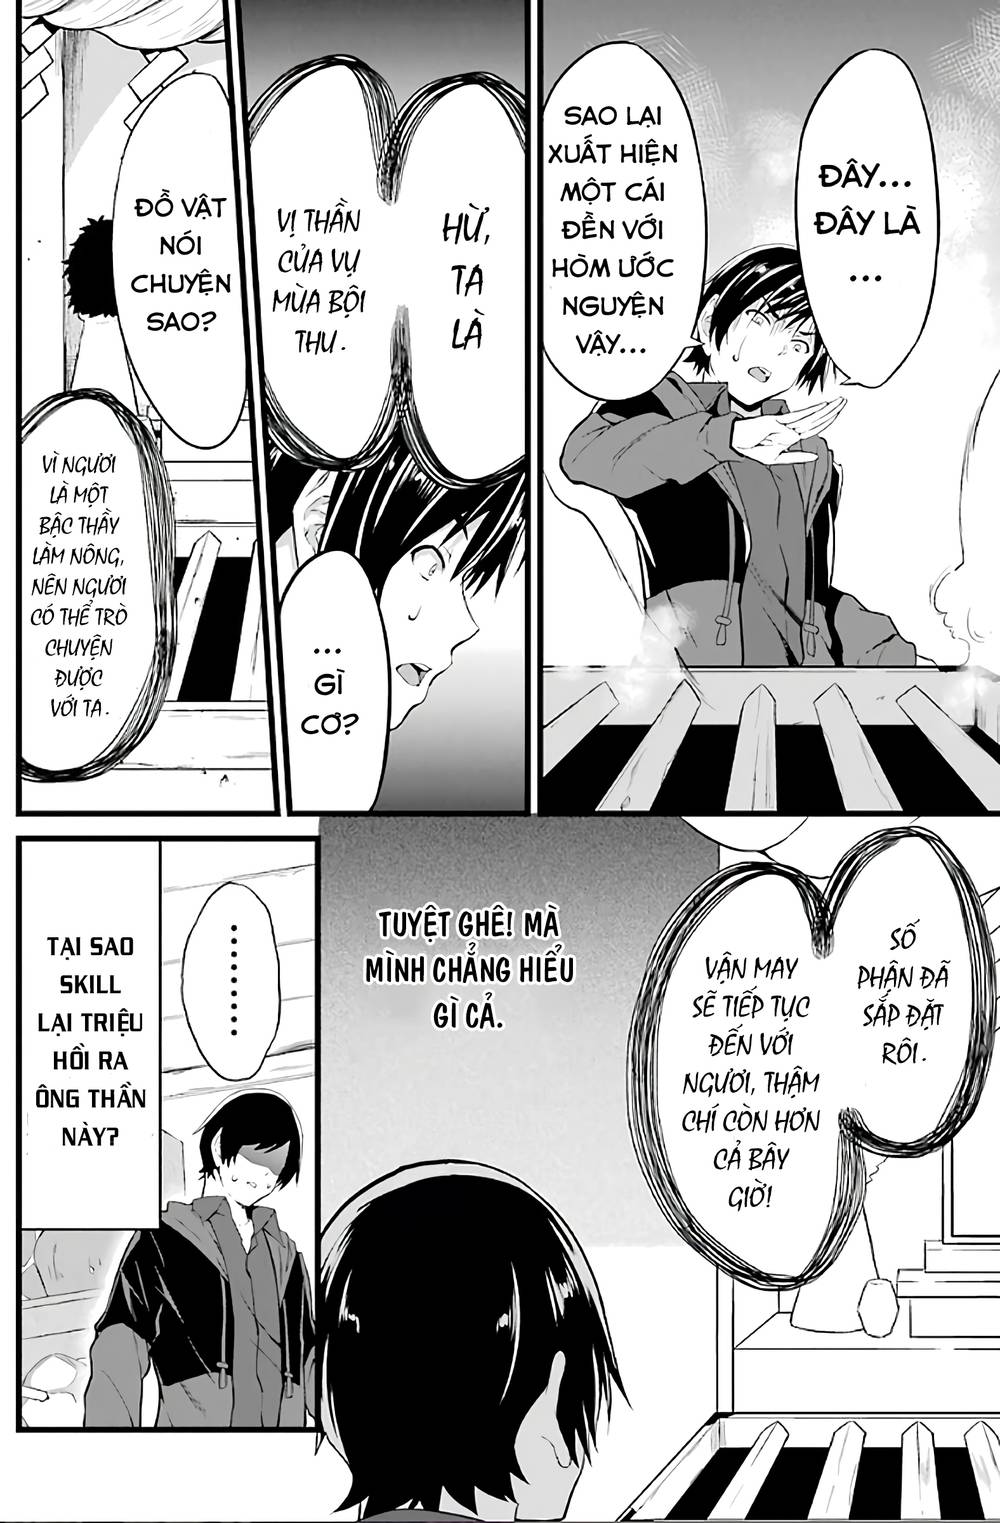 ĐÂY...
ĐÂY LÀ
...
SAO LẠI
XUẤT HIỆN
MỘT CÁI
ĐỀN VỚI
HÒM ƯỚC
NGUYỆN
VẬY...
HỪ,
TA
LÀ
VỊ THẦN
CỦA VỤ
MÙA BỘI
THU.
...
GÌ
CƠ?
ĐỒ VẬT
NÓI
CHUYỆN
SAO?
VÌ NGƯỜI
LÀ MỘT
BẬC THẦY
LÀM NÔNG,
NÊN NGƯƠI
CÓ THỂ TRÒ
CHUYỆN
ĐƯỢC
VỚI TA.
SỐ
PHẬN ĐÃ
SẮP ĐẶT
RỒI.
VẬN MAY
SẼ TIẾP TỤC
ĐẾN VỚI
NGƯƠI, THẬM
CHÍ CÒN HƠN
CẢ BÂY
GIỜ!
TUYỆT GHÊ! MÀ
MÌNH CHẲNG HIỂU
GÌ CẢ.
........
TẠI SAO
SKILL
LẠI TRIỆU
HỒI RA
ÔNG THẦN
NÀY?